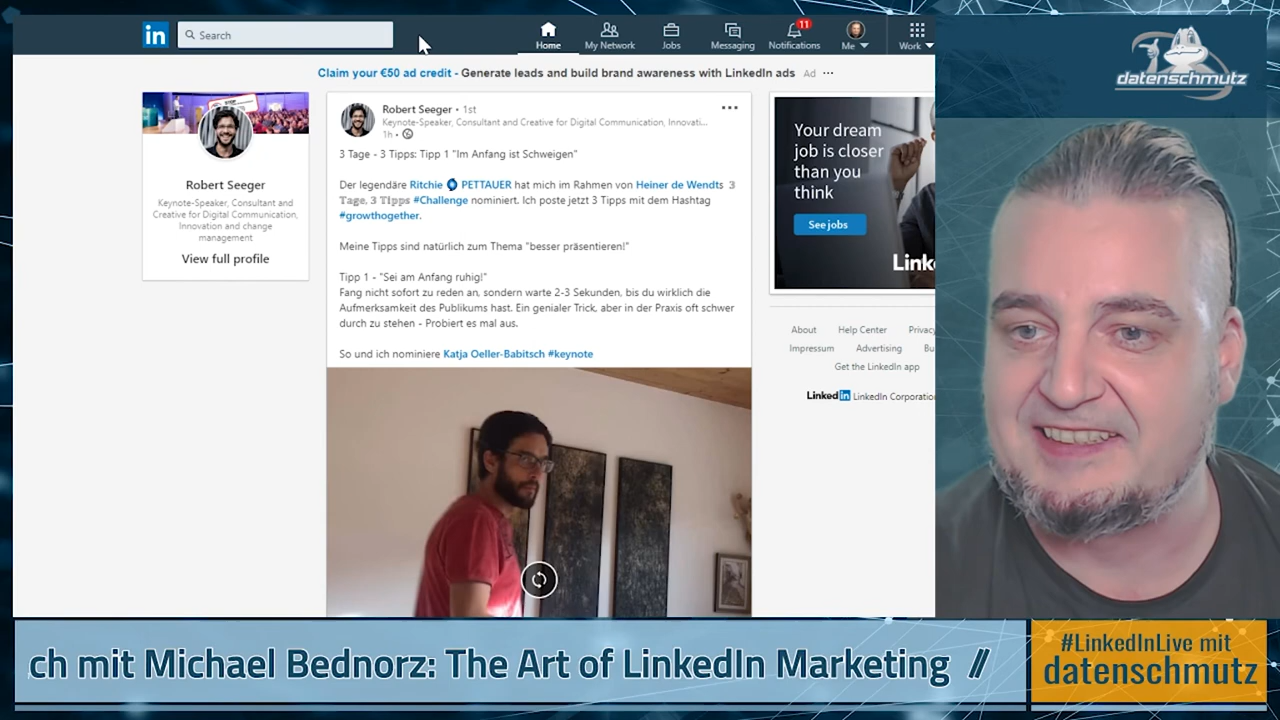 in
Search
Home
My Network
Jobs
Messaging
11
Notifications
Me
Work
datenschmutz
Claim your €50 ad credit - Generate leads and build brand awareness with LinkedIn ads Ad ···
Robert Seeger
Keynote-Speaker, Consultant and
Creative for Digital Communication,
Innovation and change
management
View full profile
Robert Seeger • 1st
Keynote-Speaker, Consultant and Creative for Digital Communication, Innovati...
1h •
3 Tage - 3 Tipps: Tipp 1 "Im Anfang ist Schweigen"
Der legendäre Ritchie PETTAUER hat mich im Rahmen von Heiner de Wendts 3
Tage, 3 Tipps #Challenge nominiert. Ich poste jetzt 3 Tipps mit dem Hashtag
#growthogether.
Meine Tipps sind natürlich zum Thema "besser präsentieren!"
Tipp 1 - "Sei am Anfang ruhig!"
Fang nicht sofort zu reden an, sondern warte 2-3 Sekunden, bis du wirklich die
Aufmerksamkeit des Publikums hast. Ein genialer Trick, aber in der Praxis oft schwer
durch zu stehen - Probiert es mal aus.
So und ich nominiere Katja Oeller-Babitsch #keynote
Your dream
job is closer
than you
think
See jobs
Link
About Help Center Privac
Impressum Advertising Bu
Get the LinkedIn app
Linked in LinkedIn Corporatio
ch mit Michael Bednorz: The Art of LinkedIn Marketing //
#LinkedInLive mit
datenschmutz